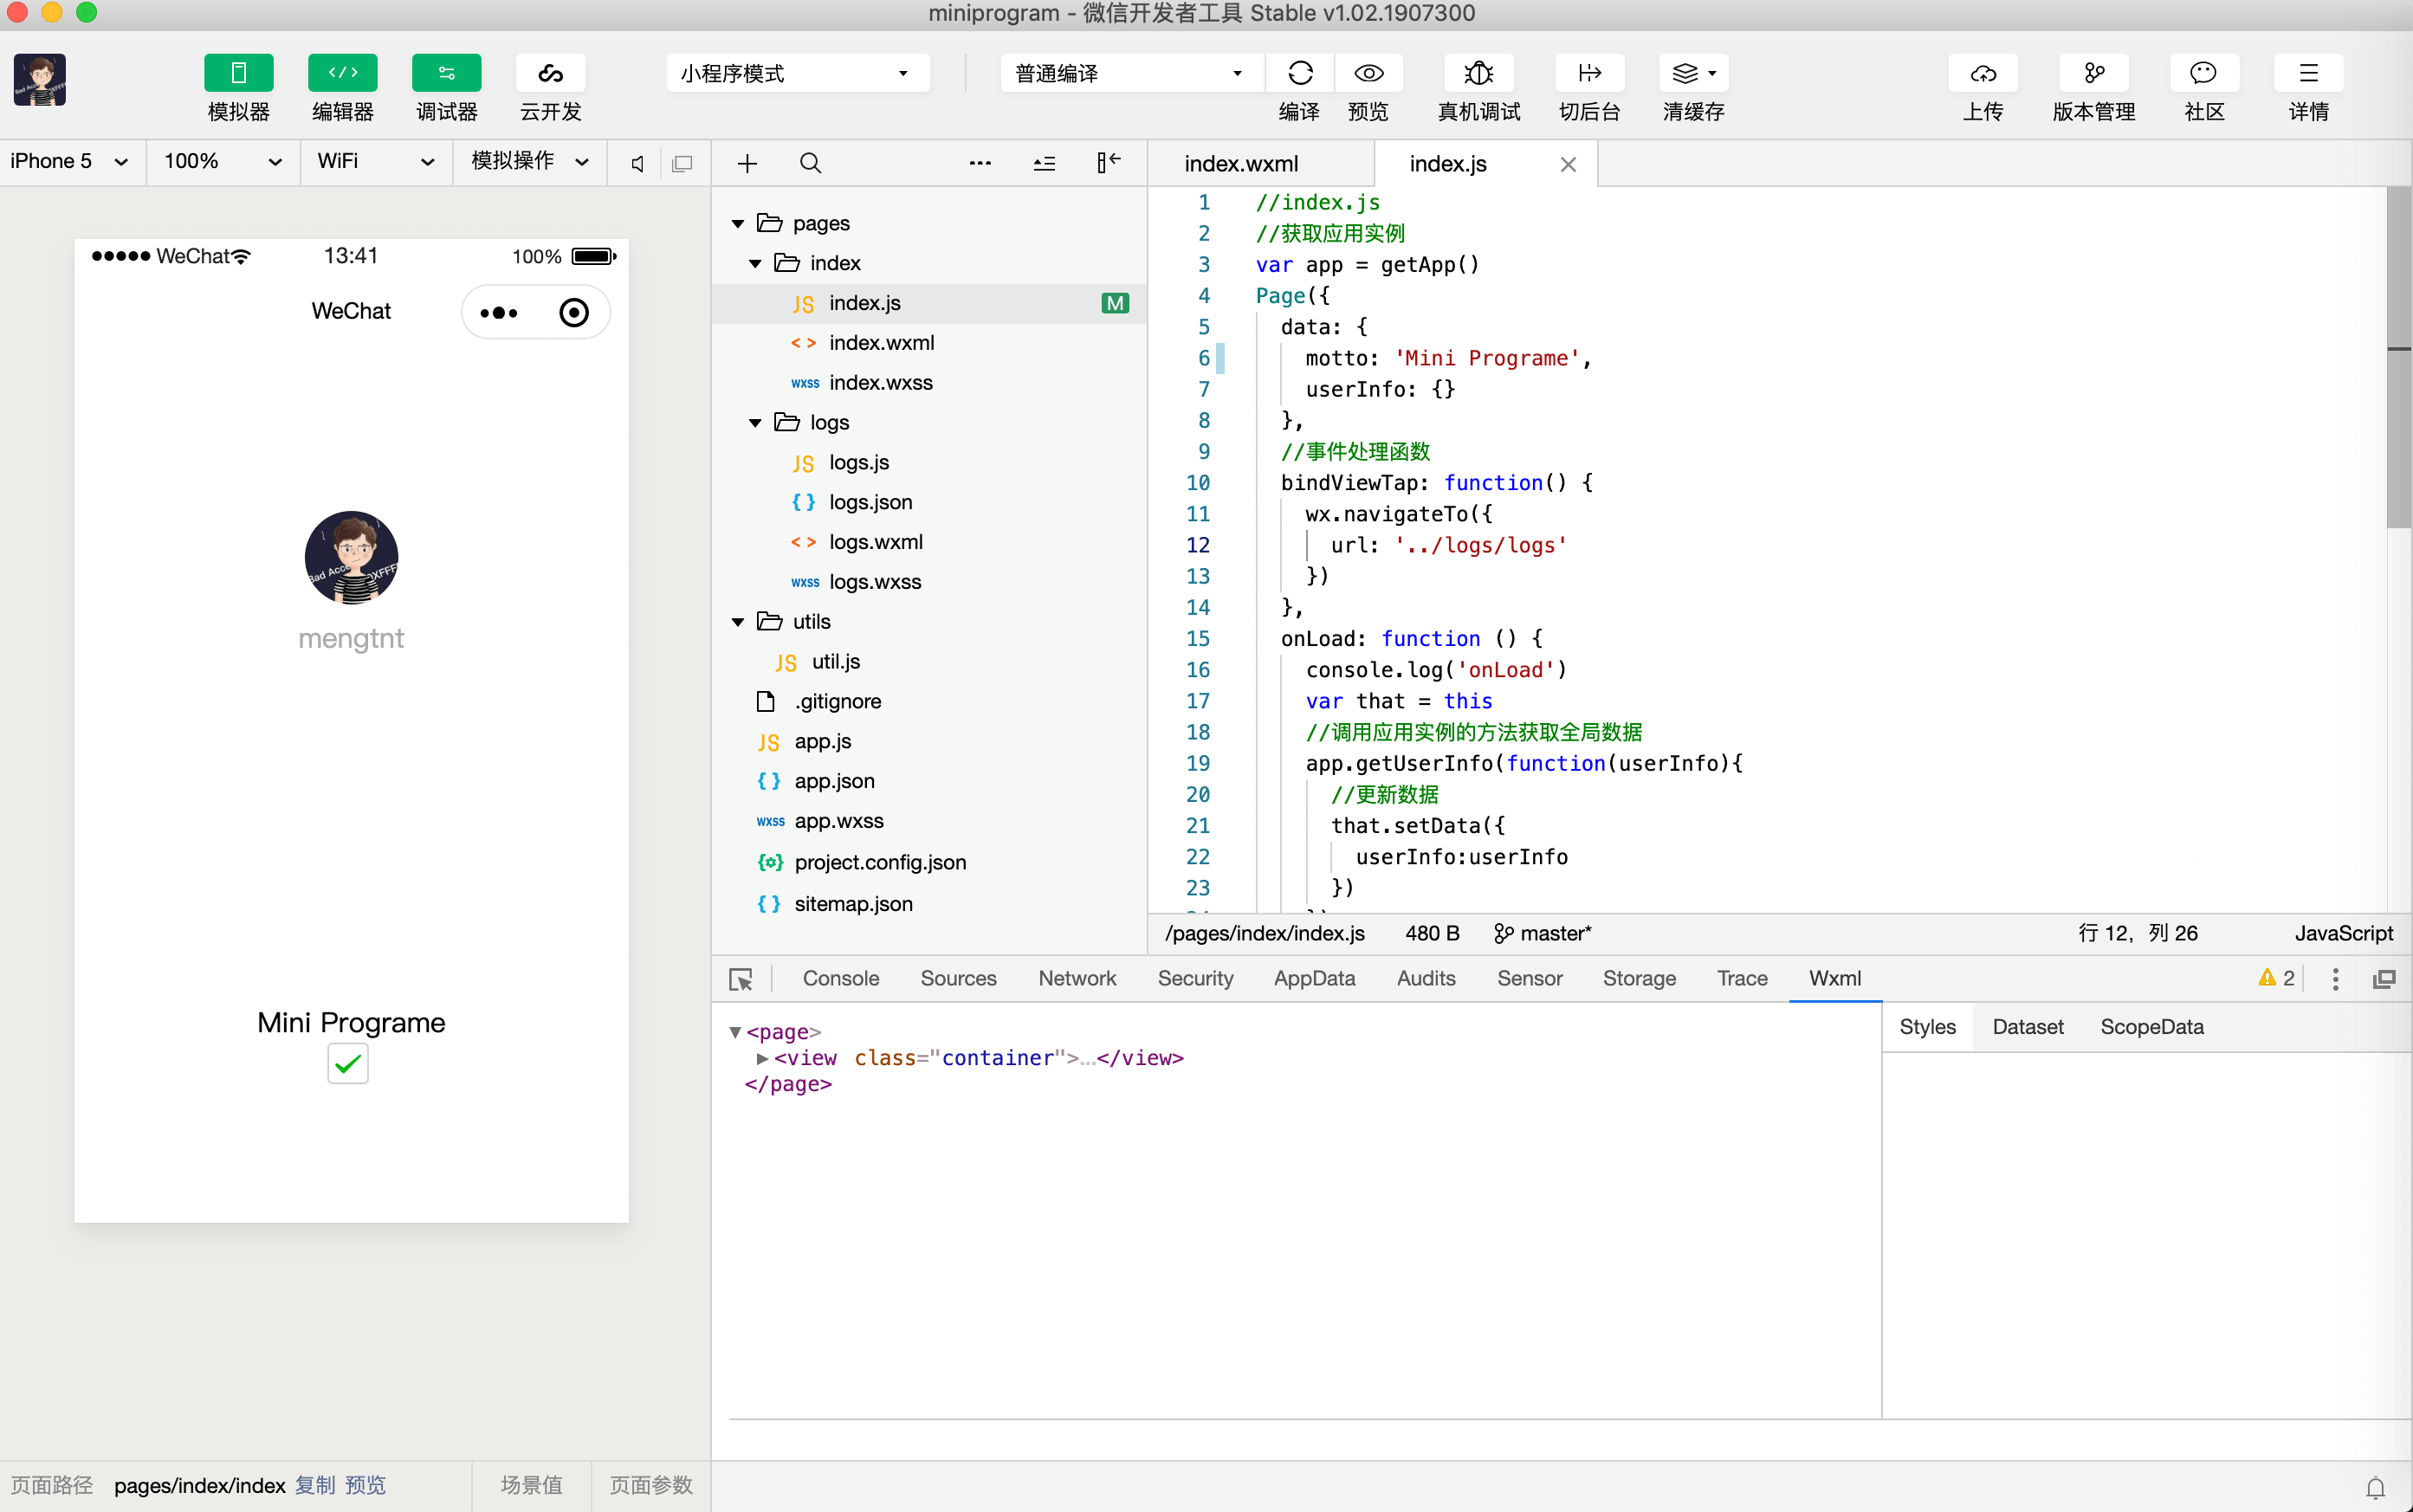 miniprogram - 微信开发者工具 Stable v1.02.1907300
模拟器 编辑器 调试器 云开发 小程序模式 普通编译 编译 预览 真机调试 切后台 清缓存 上传 版本管理 社区 详情
iPhone 5 100% WiFi 模拟操作
WeChat 13:41 100%
WeChat
Bad Acce 0XFFF
mengtnt
Mini Programe
页面路径 pages/index/index 复制 预览 场景值 页面参数
pages
index
JS index.js M
<> index.wxml
wxss index.wxss
logs
JS logs.js
{} logs.json
<> logs.wxml
wxss logs.wxss
utils
JS util.js
.gitignore
JS app.js
{} app.json
wxss app.wxss
project.config.json
{} sitemap.json
index.wxml index.js
1 //index.js
2 //获取应用实例
3 var app = getApp()
4 Page({
5 data: {
6 motto: 'Mini Programe',
7 userInfo: {}
8 },
9 //事件处理函数
10 bindViewTap: function() {
11 wx.navigateTo({
12 url: '../logs/logs'
13 })
14 },
15 onLoad: function () {
16 console.log('onLoad')
17 var that = this
18 //调用应用实例的方法获取全局数据
19 app.getUserInfo(function(userInfo){
20 //更新数据
21 that.setData({
22 userInfo:userInfo
23 })
/pages/index/index.js 480 B master* 行 12，列 26 JavaScript
Console Sources Network Security AppData Audits Sensor Storage Trace Wxml 2
<page>
<view class="container">…</view>
</page>
Styles Dataset ScopeData